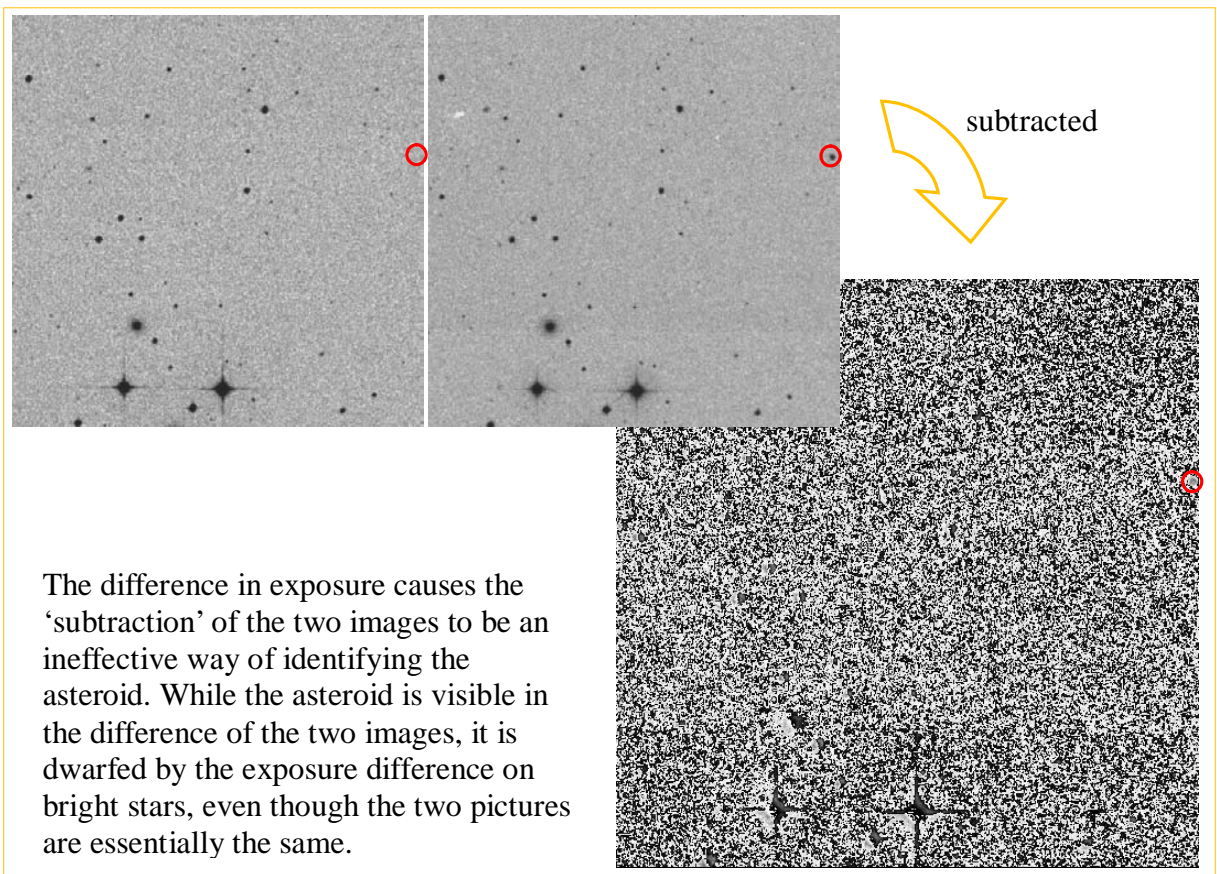 subtracted
The difference in exposure causes the
‘subtraction’ of the two images to be an
ineffective way of identifying the
asteroid. While the asteroid is visible in
the difference of the two images, it is
dwarfed by the exposure difference on
bright stars, even though the two pictures
are essentially the same.